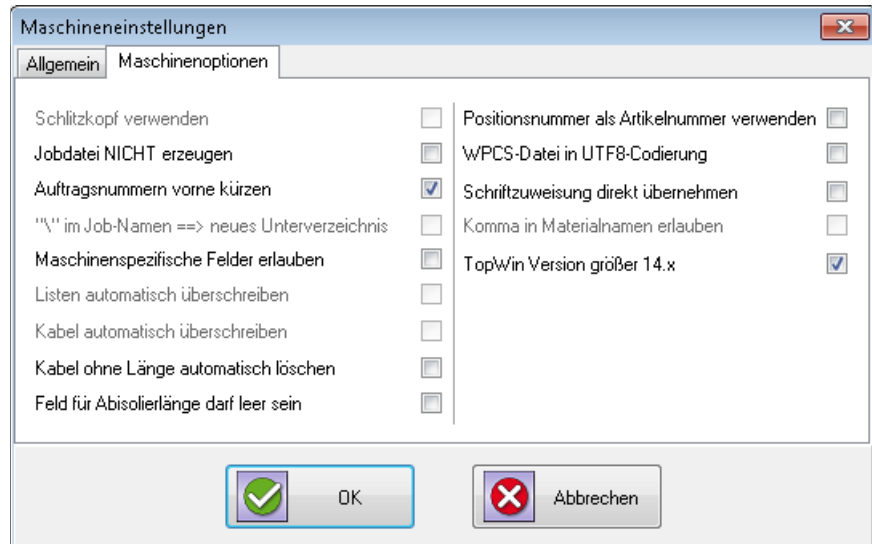 Maschineneinstellungen
Allgemein
Maschinenoptionen
Schlitzkopf verwenden
Jobdatei NICHT erzeugen
Auftragsnummern vorne kürzen
"\" im Job-Namen ==> neues Unterverzeichnis
Maschinenspezifische Felder erlauben
Listen automatisch überschreiben
Kabel automatisch überschreiben
Kabel ohne Länge automatisch löschen
Feld für Abisolierlänge darf leer sein
Positionsnummer als Artikelnummer verwenden
WPCS-Datei in UTF8-Codierung
Schriftzuweisung direkt übernehmen
Komma in Materialnamen erlauben
TopWin Version größer 14.x
OK
Abbrechen